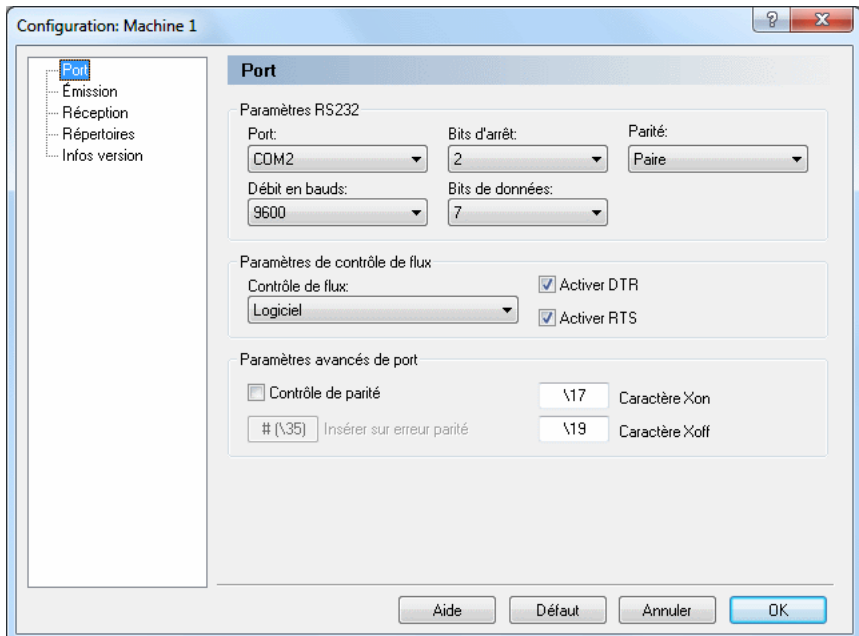 Configuration: Machine 1
Port
Émission
Réception
Répertoires
Infos version
Port
Paramètres RS232
Port: Bits d'arrêt: Parité:
COM2 2 Paire
Débit en bauds: Bits de données:
9600 7
Paramètres de contrôle de flux
Contrôle de flux: Activer DTR
Logiciel Activer RTS
Paramètres avancés de port
Contrôle de parité \17 Caractère Xon
# (\35) Insérer sur erreur parité \19 Caractère Xoff
Aide Défaut Annuler OK